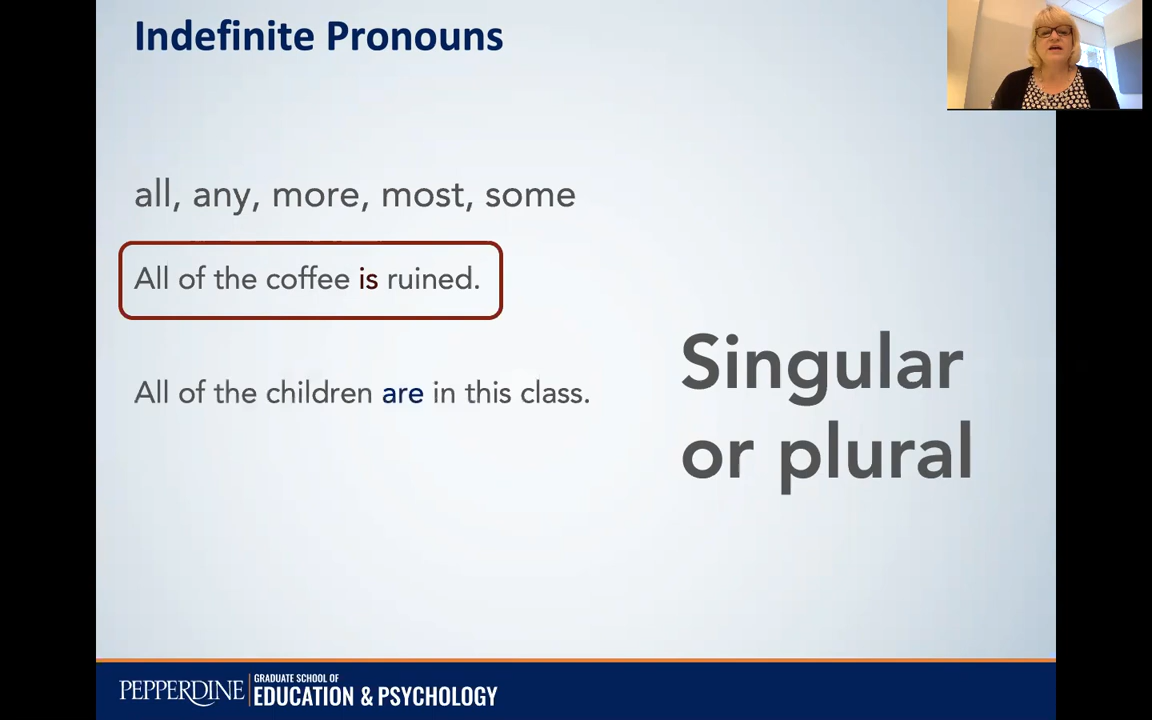 Indefinite Pronouns
all, any, more, most, some
All of the coffee is ruined.
All of the children are in this class.
Singular
or plural
PEPPERDINE
GRADUATE SCHOOL OF
EDUCATION & PSYCHOLOGY